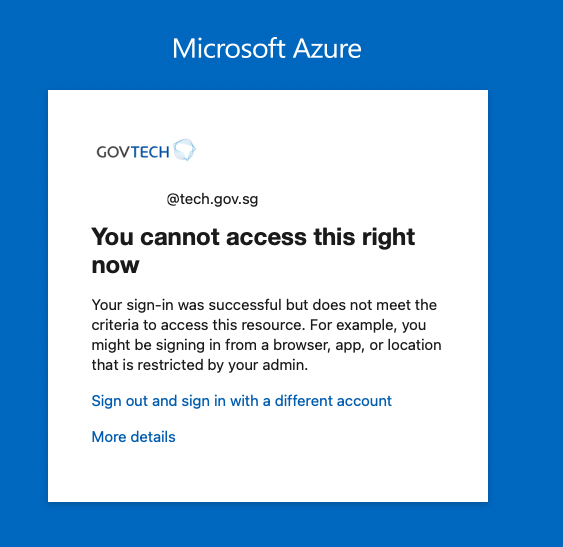 Microsoft Azure
GOVTECH
@tech.gov.sg
You cannot access this right
now
Your sign-in was successful but does not meet the
criteria to access this resource. For example, you
might be signing in from a browser, app, or location
that is restricted by your admin.
Sign out and sign in with a different account
More details